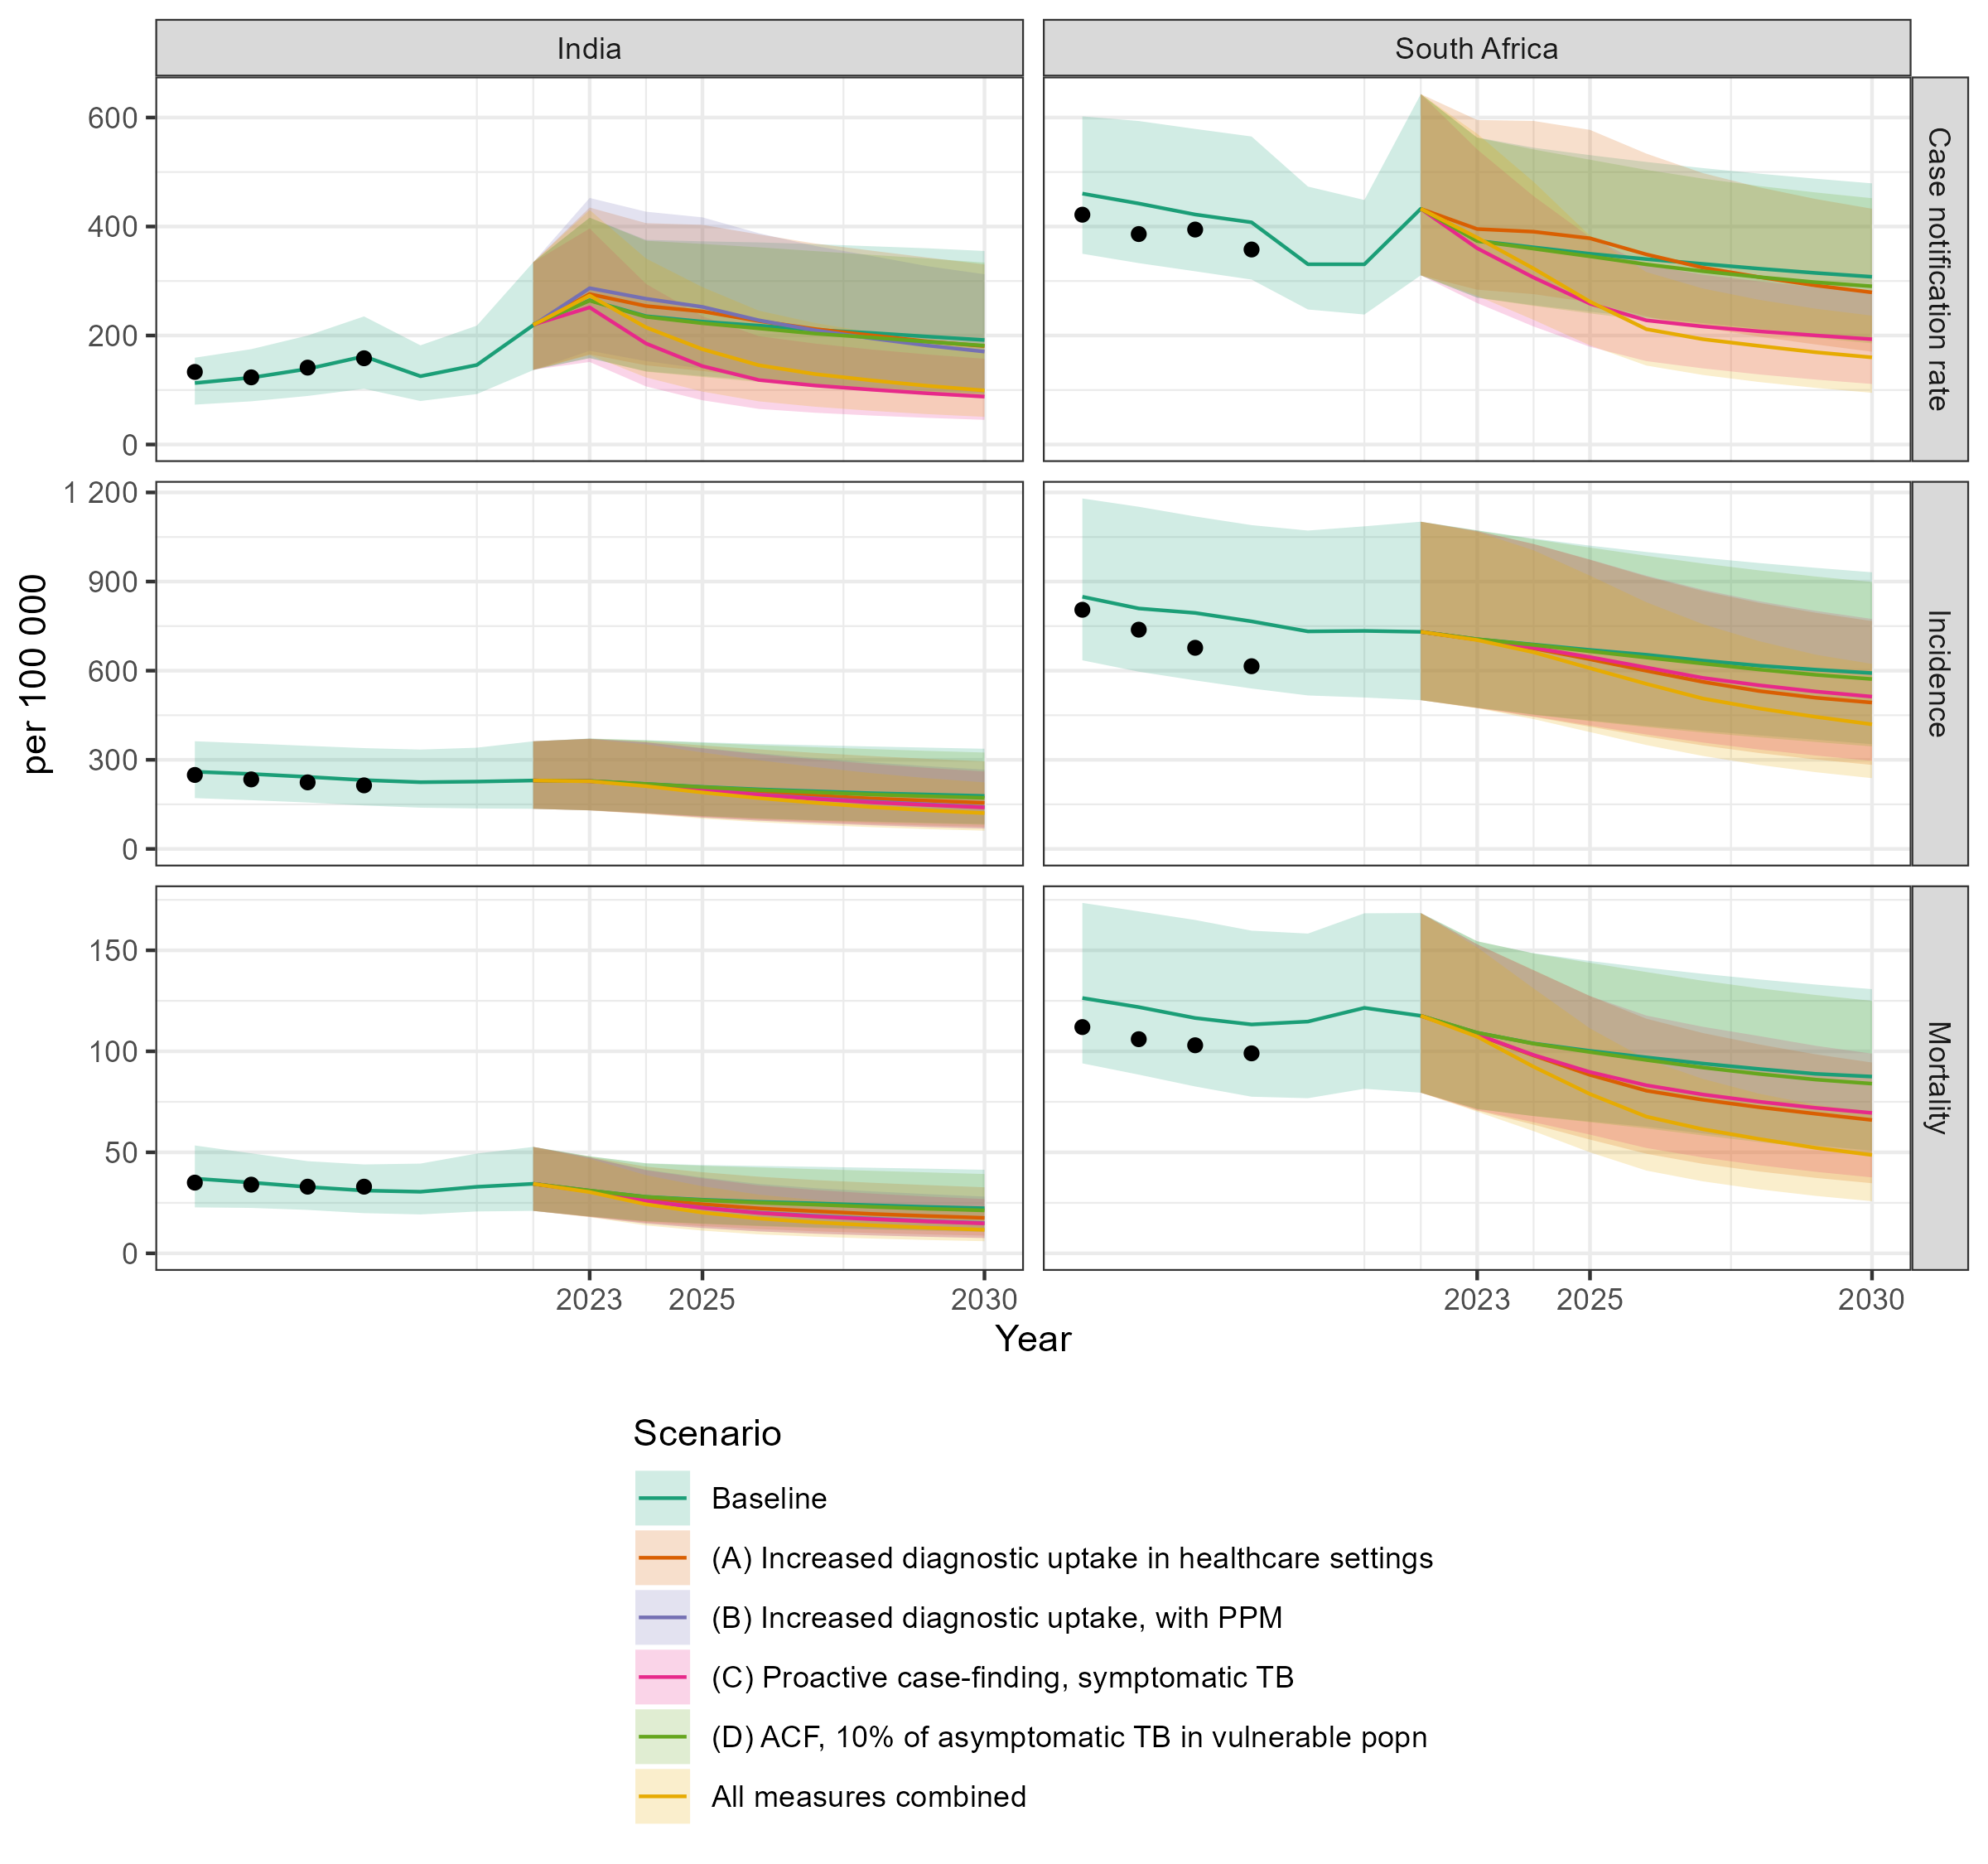 India
South Africa
600
400
200
0
Case notification rate
1 200
900
600
300
0
Incidence
per 100 000
150
100
50
0
Mortality
2023
2025
2030
2023
2025
2030
Year
Scenario
Baseline
(A) Increased diagnostic uptake in healthcare settings
(B) Increased diagnostic uptake, with PPM
(C) Proactive case-finding, symptomatic TB
(D) ACF, 10% of asymptomatic TB in vulnerable popn
All measures combined